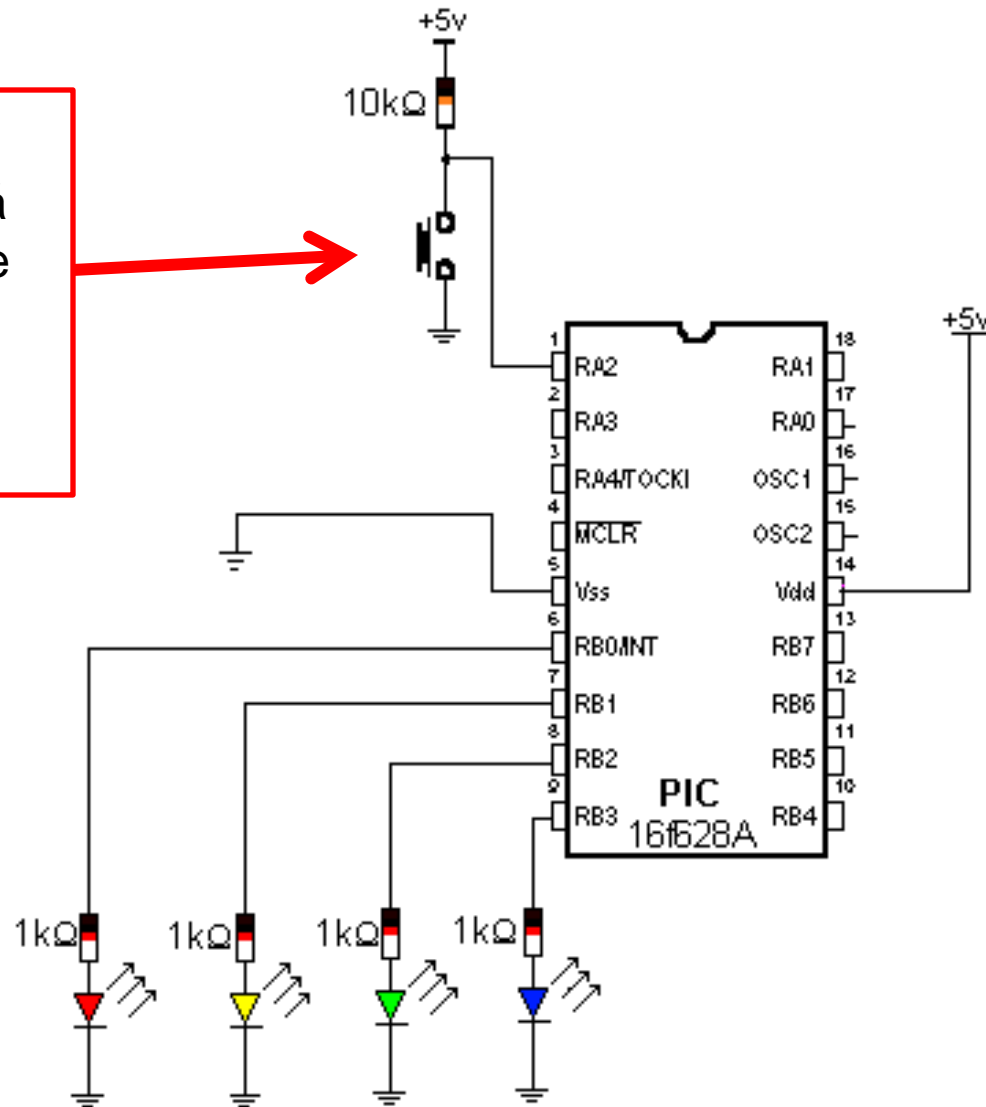 +5v
10kΩ
a
e
+5v
1
RA2
RA1
18
2
RA3
RA0
17
3
RA4/TOCKI
OSC1
16
4
MCLR
OSC2
15
5
Vss
Vdd
14
6
RB0/INT
RB7
13
7
RB1
RB6
12
8
RB2
RB5
11
9
RB3
RB4
10
PIC
16f628A
1kΩ
1kΩ
1kΩ
1kΩ